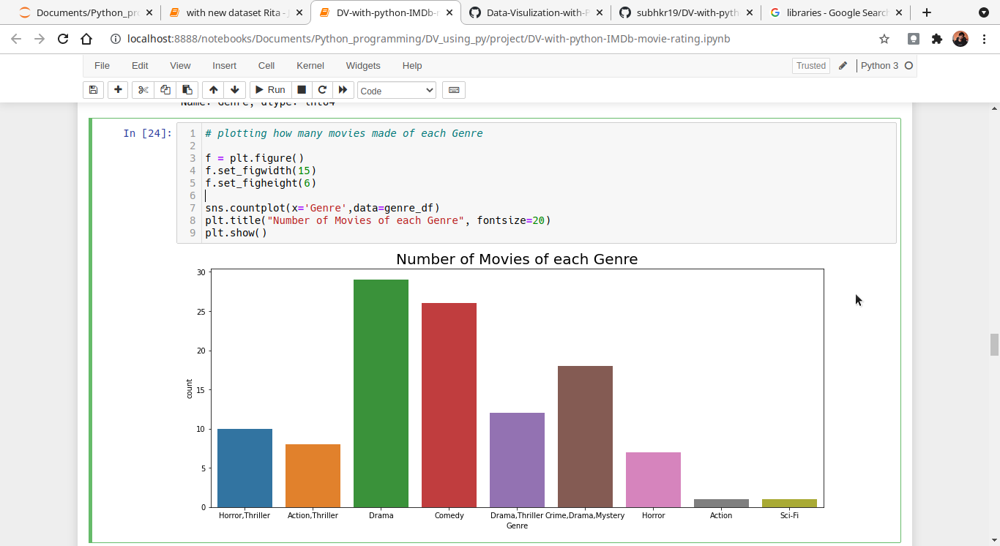 Documents/Python_pr
with new dataset Rita - J
DV-with-python-IMDb-r
Data-Visulization-with-P
subhkr19/DV-with-pyth
libraries - Google Search
localhost:8888/notebooks/Documents/Python_programming/DV_using_py/project/DV-with-python-IMDb-movie-rating.ipynb
File Edit View Insert Cell Kernel Widgets Help Trusted Python 3
Run Code
Name: Genre, dtype: int64
In [24]:
1 # plotting how many movies made of each Genre
2
3 f = plt.figure()
4 f.set_figwidth(15)
5 f.set_figheight(6)
6
7 sns.countplot(x='Genre',data=genre_df)
8 plt.title("Number of Movies of each Genre", fontsize=20)
9 plt.show()
Number of Movies of each Genre
30
25
20
15
10
5
0
count
Horror,Thriller Action,Thriller Drama Comedy Drama,Thriller Crime,Drama,Mystery Horror Action Sci-Fi
Genre